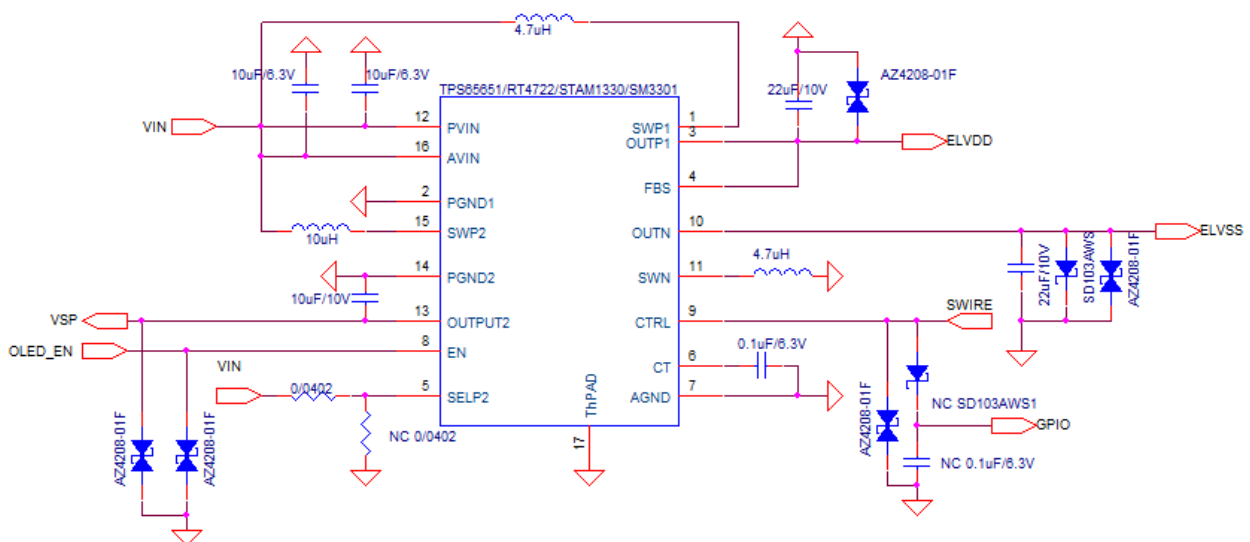 4.7uH
10uF/6.3V
10uF/6.3V
TPS65651/RT4722/STAM1330/SM3301
22uF/10V
AZ4208-01F
VIN
12
PVIN
SWP1
1
OUTP1
3
ELVDD
16
AVIN
FBS
4
2
PGND1
15
SWP2
10uH
OUTN
10
ELVSS
14
PGND2
10uF/10V
SWN
11
4.7uH
22uF/10V
SD103AWS
AZ4208-01F
VSP
13
OUTPUT2
CTRL
9
SWIRE
OLED_EN
8
EN
VIN
CT
6
0.1uF/6.3V
0/0402
5
SELP2
AGND
7
ThPAD
17
NC 0/0402
AZ4208-01F
AZ4208-01F
AZ4208-01F
NC SD103AWS1
GPIO
NC 0.1uF/6.3V